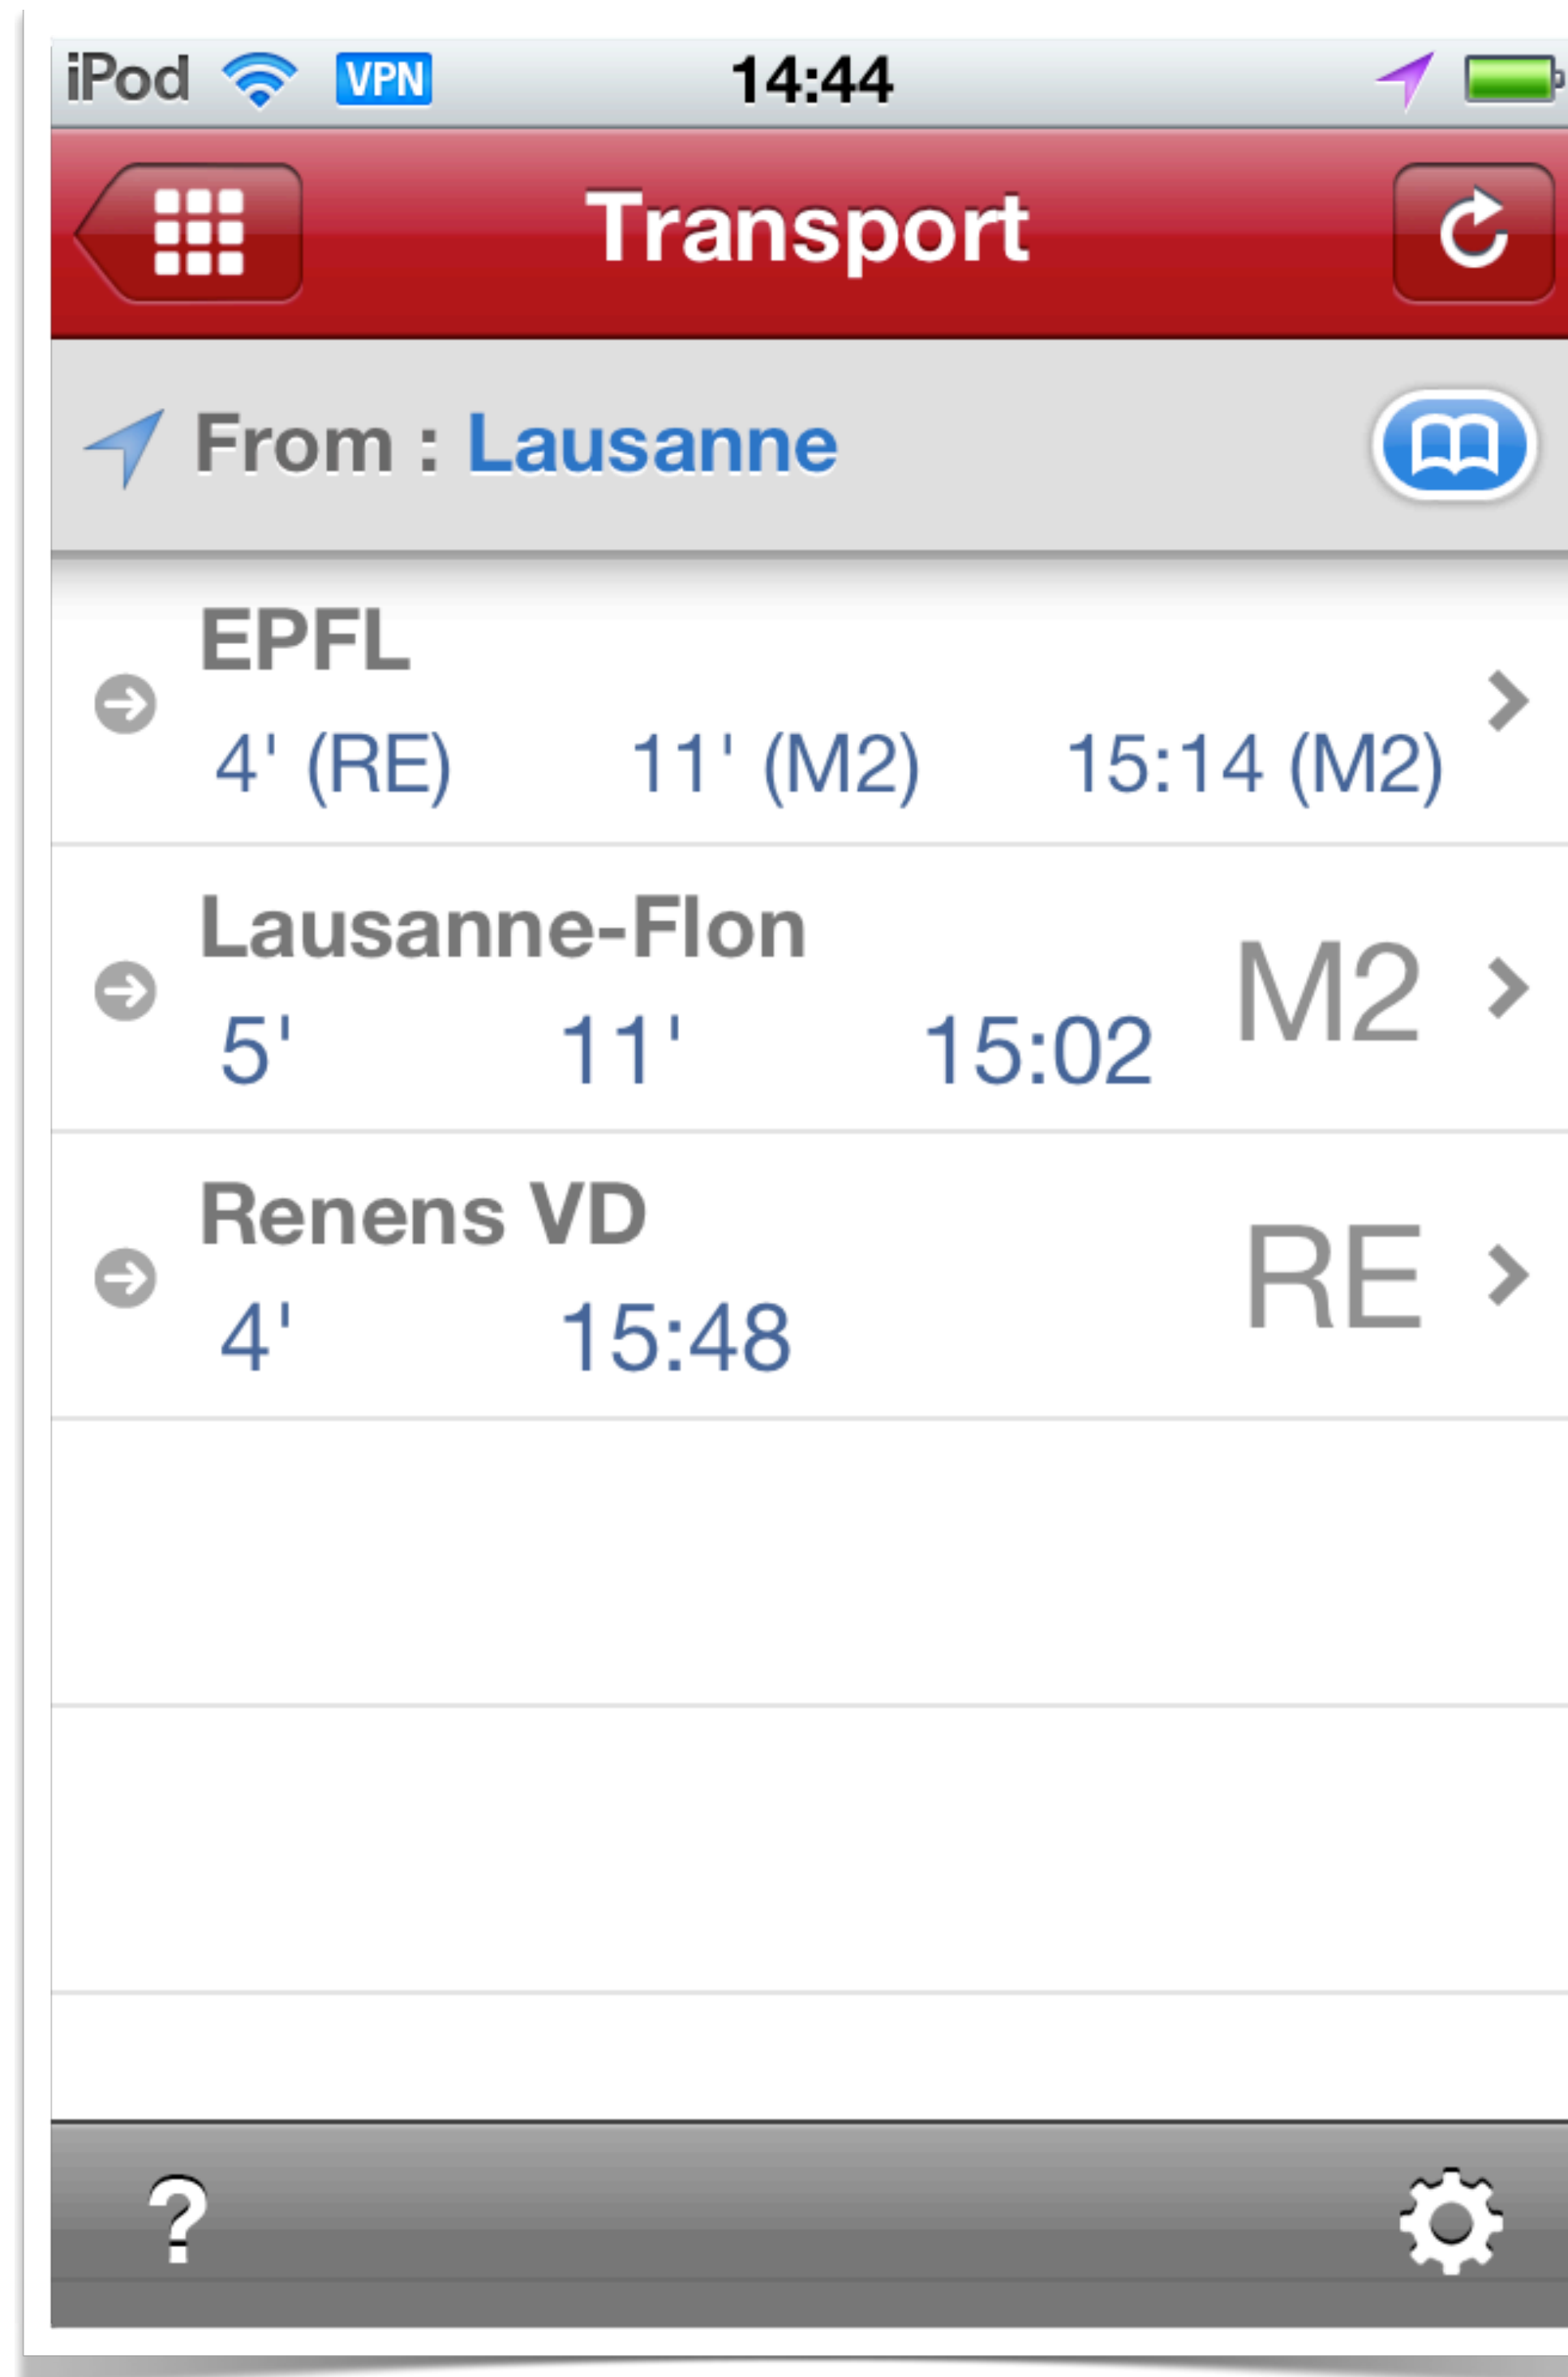 iPod VPN 14:44
Transport
From : Lausanne
EPFL
4' (RE) 11' (M2) 15:14 (M2)
Lausanne-Flon
5' 11' 15:02 M2
Renens VD
4' 15:48 RE
?